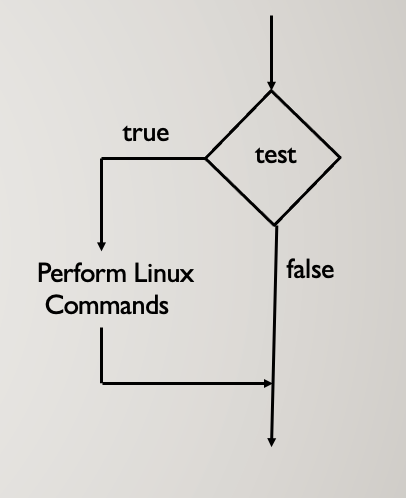 true
test
Perform Linux
Commands
false